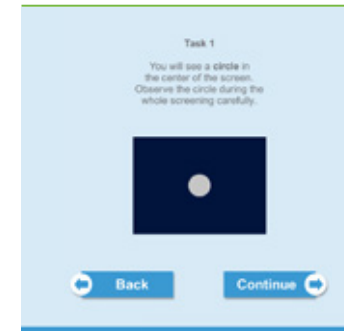 Task 1
You will see a circle in
the center of the screen.
Observe the circle during the
whole screening carefully.
Back
Continue